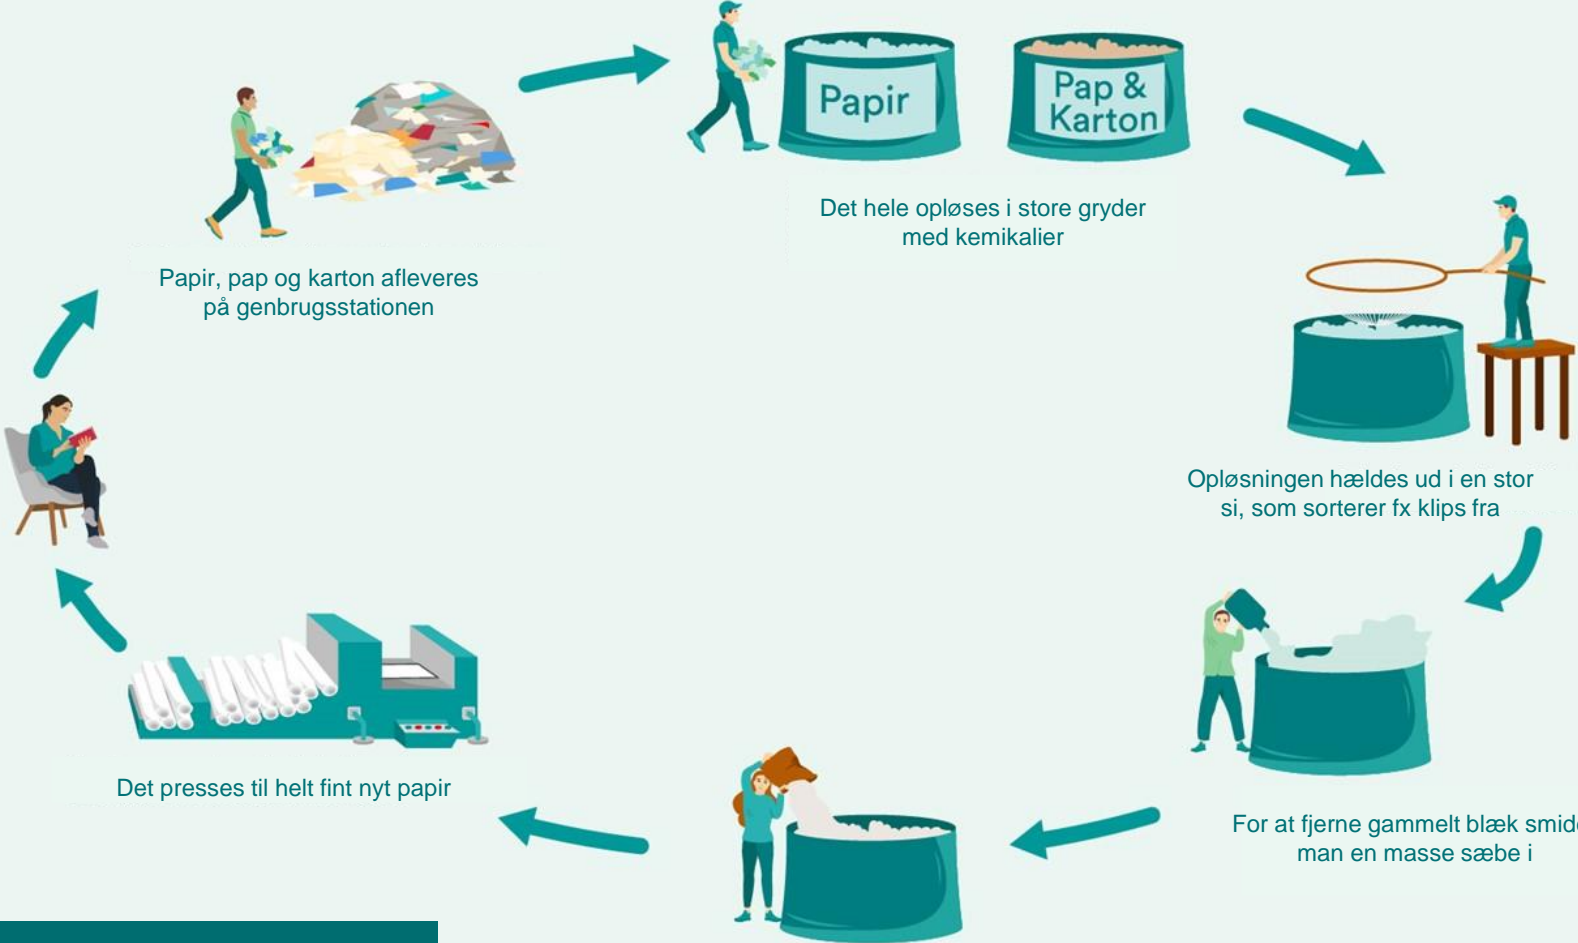 Papir
Pap &
Karton
Det hele opløses i store gryder
med kemikalier
Papir, pap og karton afleveres
på genbrugsstationen
Opløsningen hældes ud i en stor
si, som sorterer fx klips fra
For at fjerne gammelt blæk
man en masse sæbe i
Det presses til helt fint nyt papir